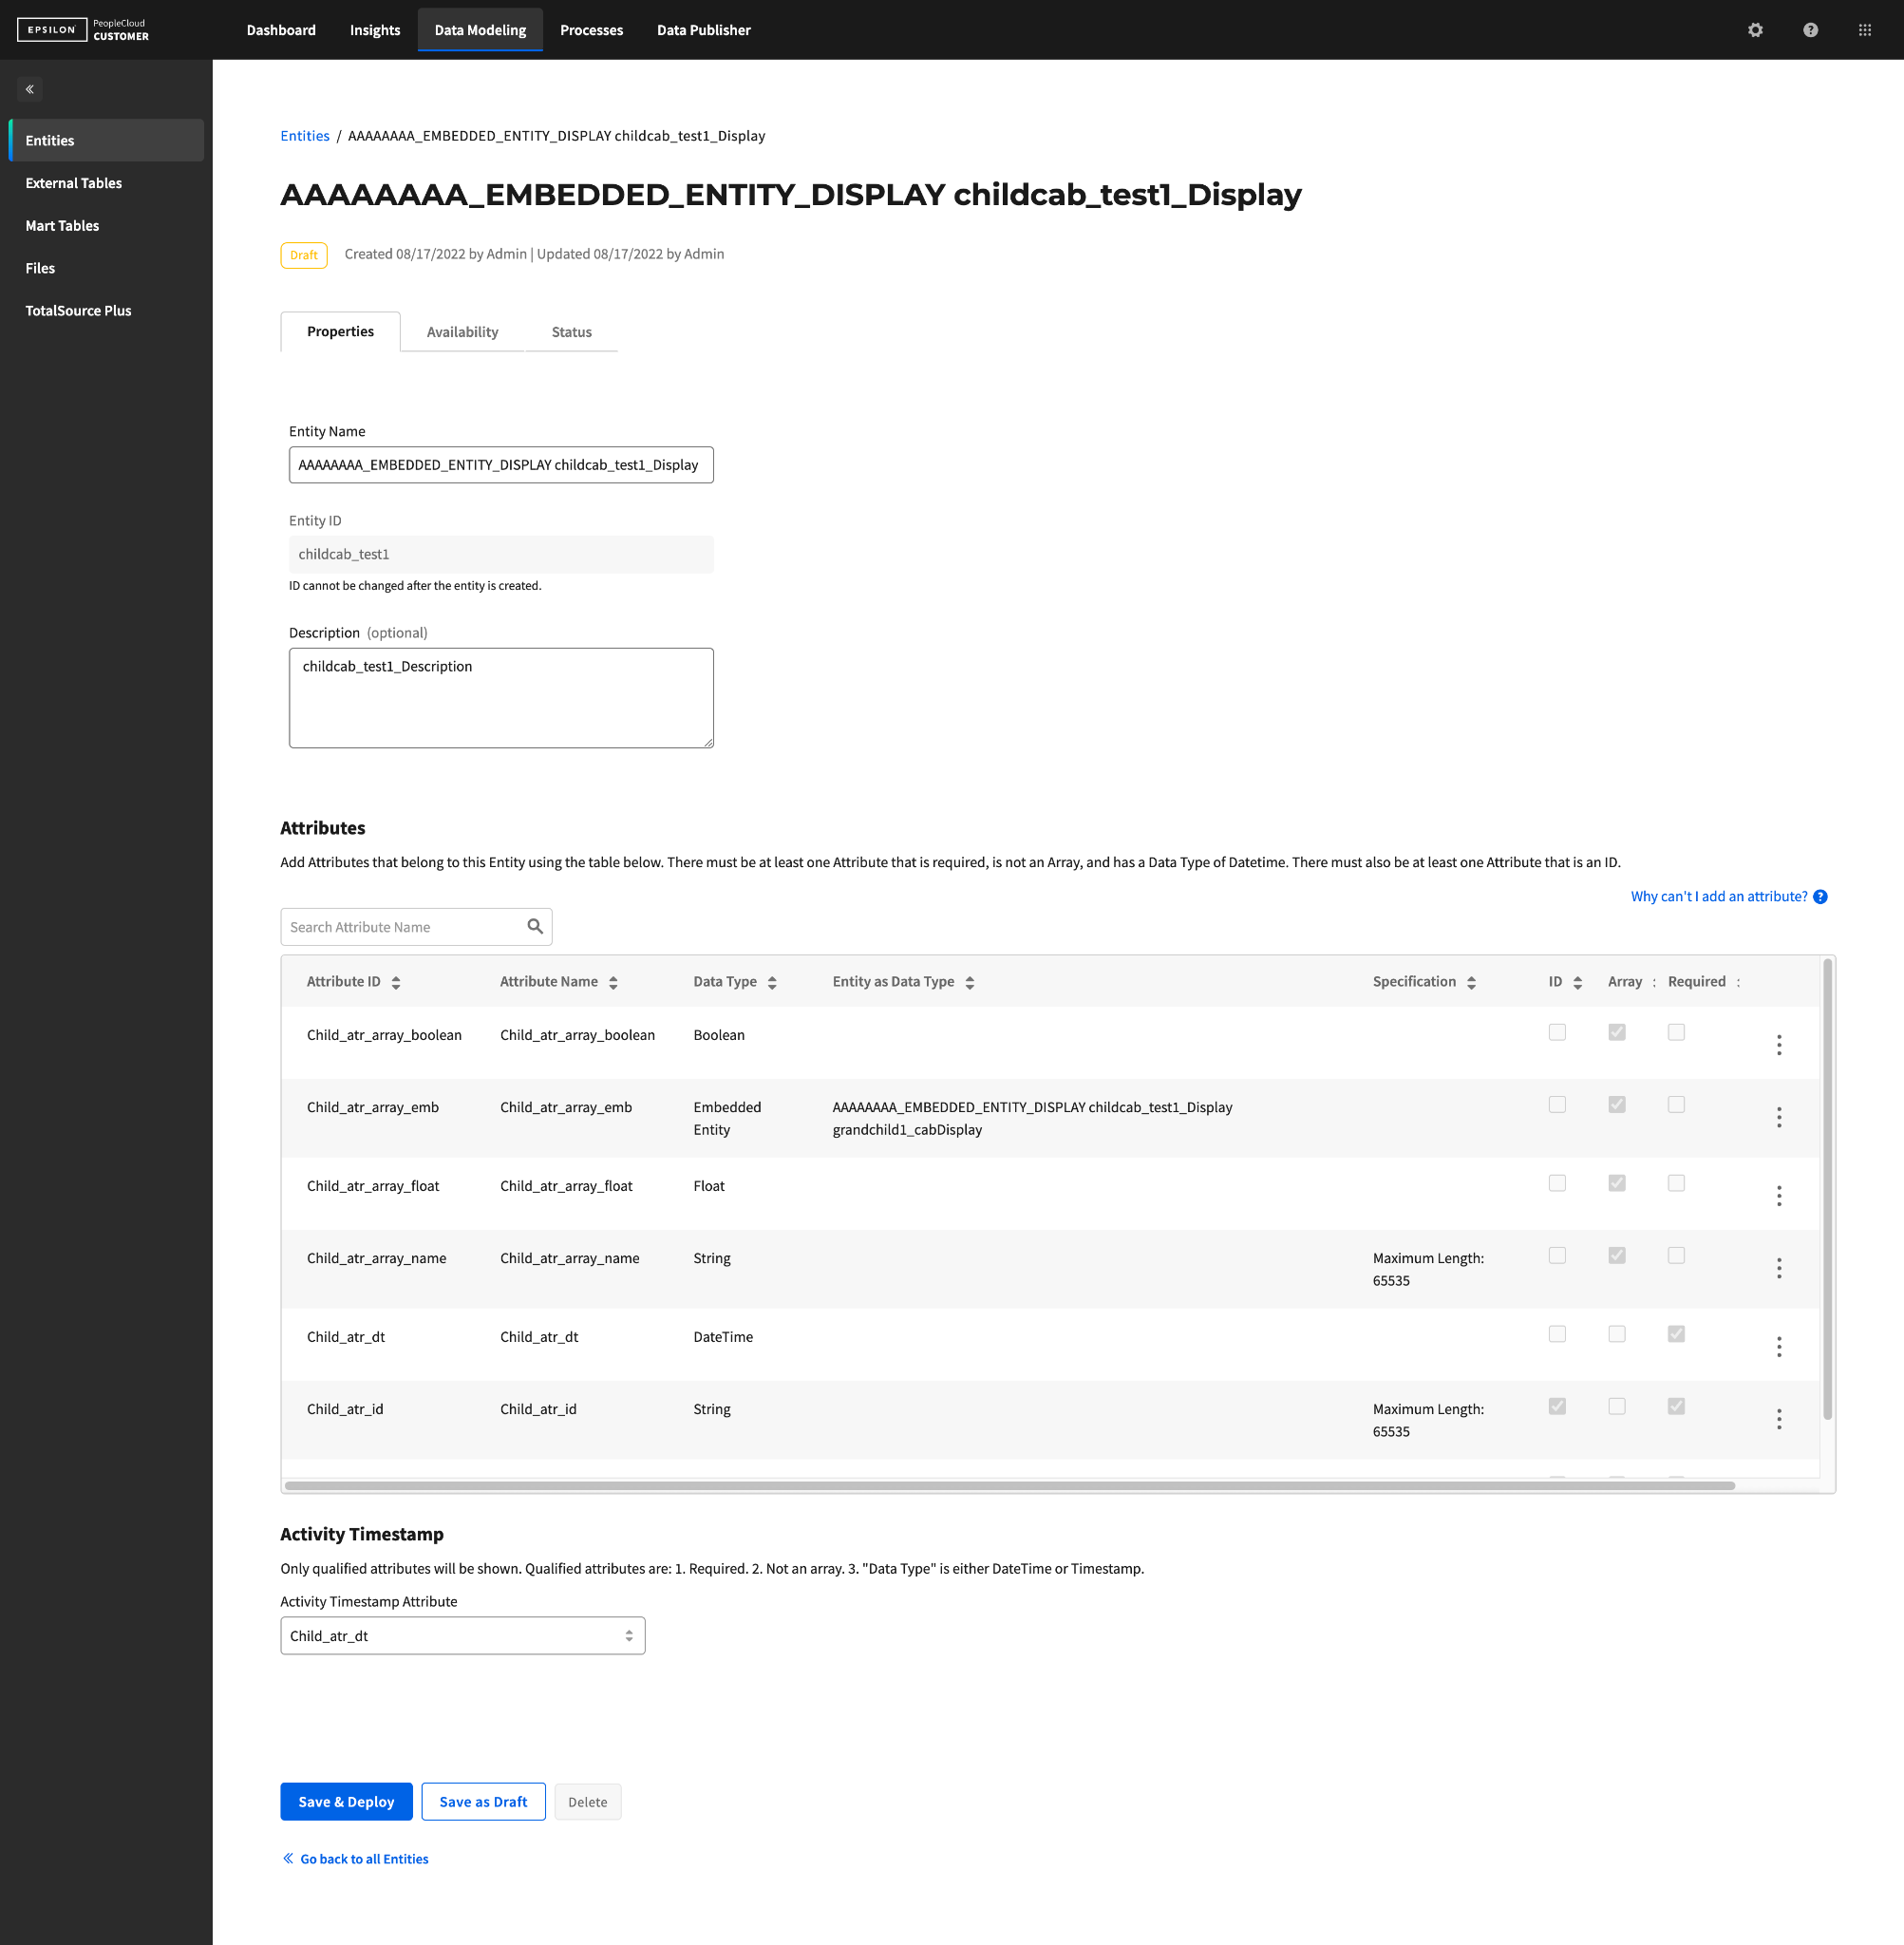 EPSILON
PeopleCloud
CUSTOMER
Dashboard
Insights
Data Modeling
Processes
Data Publisher
Entities
External Tables
Mart Tables
Files
TotalSource Plus
Entities / AAAAAAAA_EMBEDDED_ENTITY_DISPLAY childcab_test1_Display
AAAAAAAA_EMBEDDED_ENTITY_DISPLAY childcab_test1_Display
Draft Created 08/17/2022 by Admin | Updated 08/17/2022 by Admin
Properties Availability Status
Entity Name
AAAAAAAA_EMBEDDED_ENTITY_DISPLAY childcab_test1_Display
Entity ID
childcab_test1
ID cannot be changed after the entity is created.
Description (optional)
childcab_test1_Description
Attributes
Add Attributes that belong to this Entity using the table below. There must be at least one Attribute that is required, is not an Array, and has a Data Type of Datetime. There must also be at least one Attribute that is an ID.
Why can't I add an attribute? ?
Search Attribute Name
Attribute ID Attribute Name Data Type Entity as Data Type Specification ID Array : Required :
Child_atr_array_boolean Child_atr_array_boolean Boolean
Child_atr_array_emb Child_atr_array_emb Embedded Entity AAAAAAAA_EMBEDDED_ENTITY_DISPLAY childcab_test1_Display grandchild1_cabDisplay
Child_atr_array_float Child_atr_array_float Float
Child_atr_array_name Child_atr_array_name String Maximum Length: 65535
Child_atr_dt Child_atr_dt DateTime
Child_atr_id Child_atr_id String Maximum Length: 65535
Activity Timestamp
Only qualified attributes will be shown. Qualified attributes are: 1. Required. 2. Not an array. 3. "Data Type" is either DateTime or Timestamp.
Activity Timestamp Attribute
Child_atr_dt
Save & Deploy Save as Draft Delete
Go back to all Entities